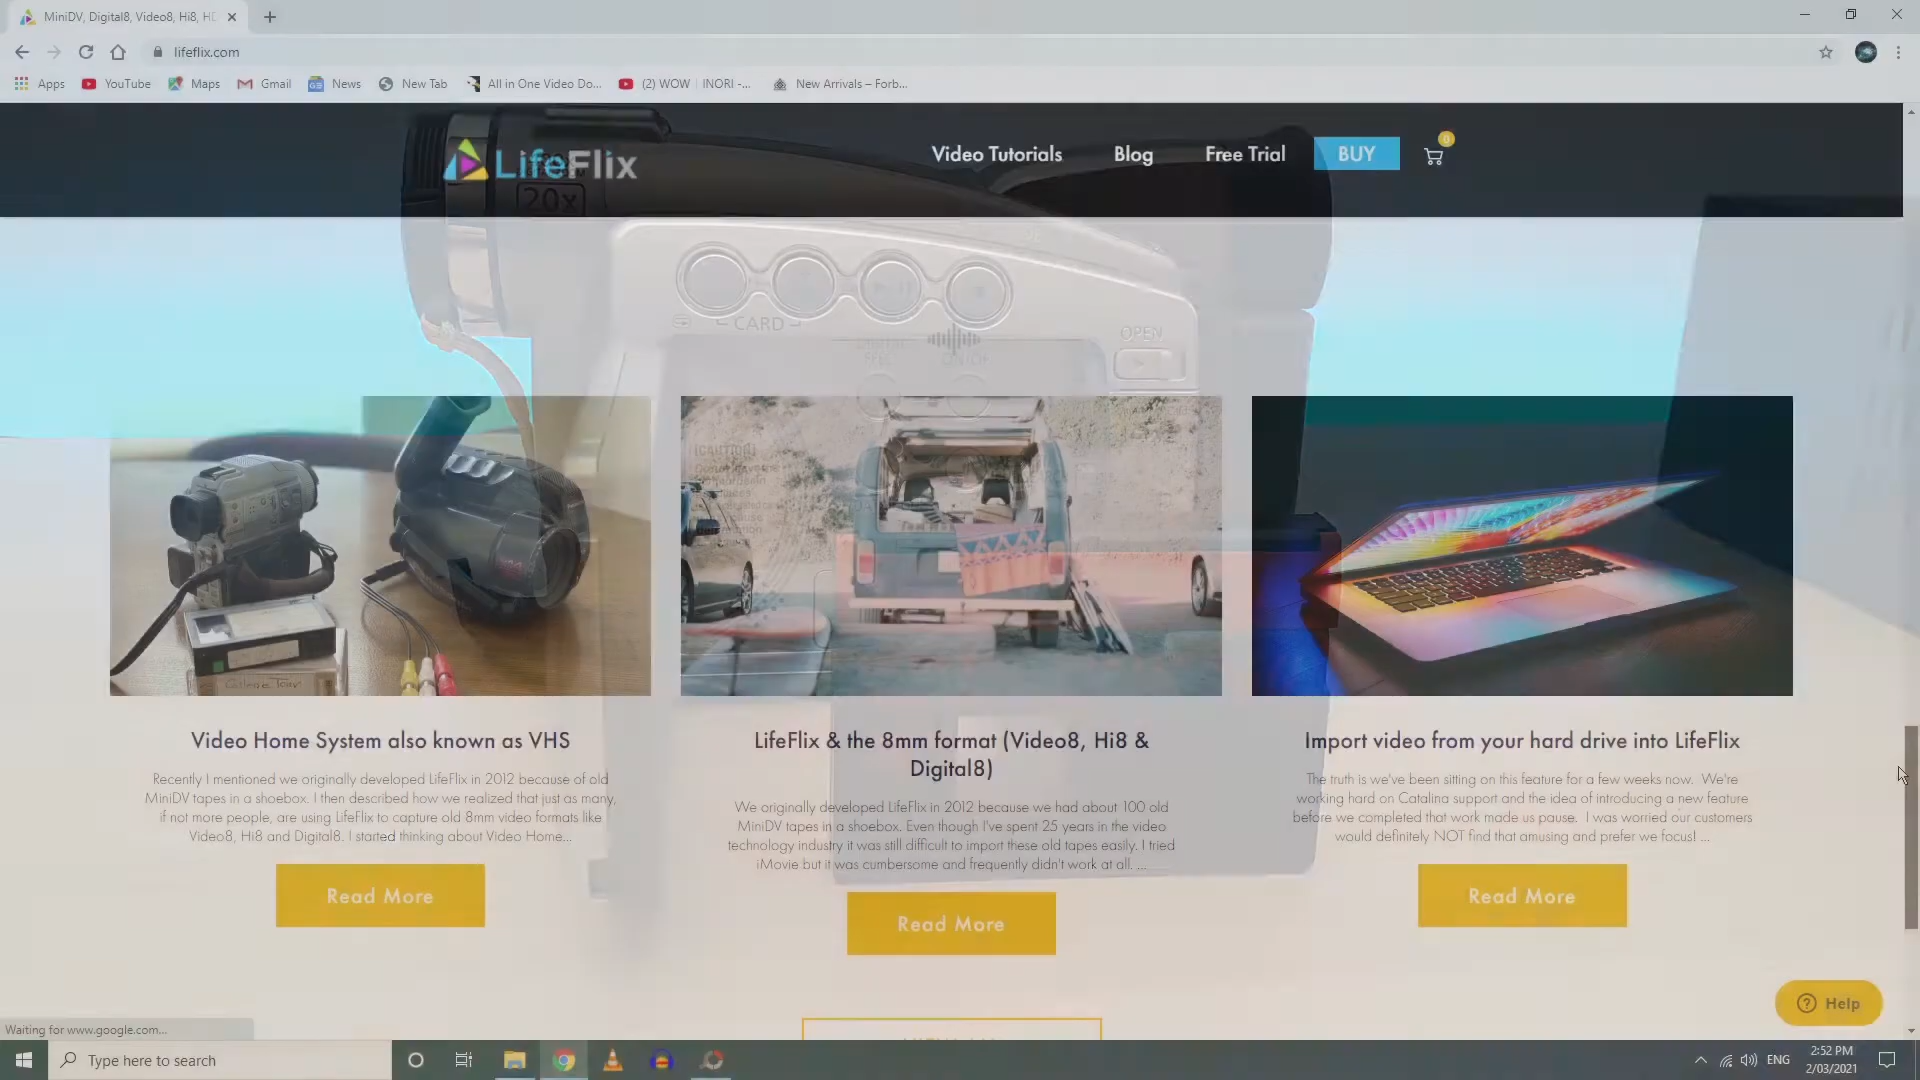 MiniDV, Digital8, Video8, Hi8, HD
lifeflix.com
Apps
YouTube
Maps
Gmail
News
New Tab
All in One Video Do...
(2) WOW | INORI -...
New Arrivals – Forb...
LifeFlix
Video Tutorials
Blog
Free Trial
BUY
0
20x
CARD
OPEN
[CAUTION]
Video Home System also known as VHS
Recently I mentioned we originally developed LifeFlix in 2012 because of old
MiniDV tapes in a shoebox. I then described how we realized that just as many,
if not more people, are using LifeFlix to capture old 8mm video formats like
Video8, Hi8 and Digital8. I started thinking about Video Home...
Read More
LifeFlix & the 8mm format (Video8, Hi8 &
Digital8)
We originally developed LifeFlix in 2012 because we had about 100 old
MiniDV tapes in a shoebox. Even though I've spent 25 years in the video
technology industry it was still difficult to import these old tapes easily. I tried
iMovie but it was cumbersome and frequently didn't work at all. ...
Read More
Import video from your hard drive into LifeFlix
The truth is we've been sitting on this feature for a few weeks now. We're
working hard on Catalina support and the idea of introducing a new feature
before we completed that work made us pause. I was worried our customers
would definitely NOT find that amusing and prefer we focus! ...
Read More
Help
Waiting for www.google.com...
Type here to search
ENG
2:52 PM
2/03/2021